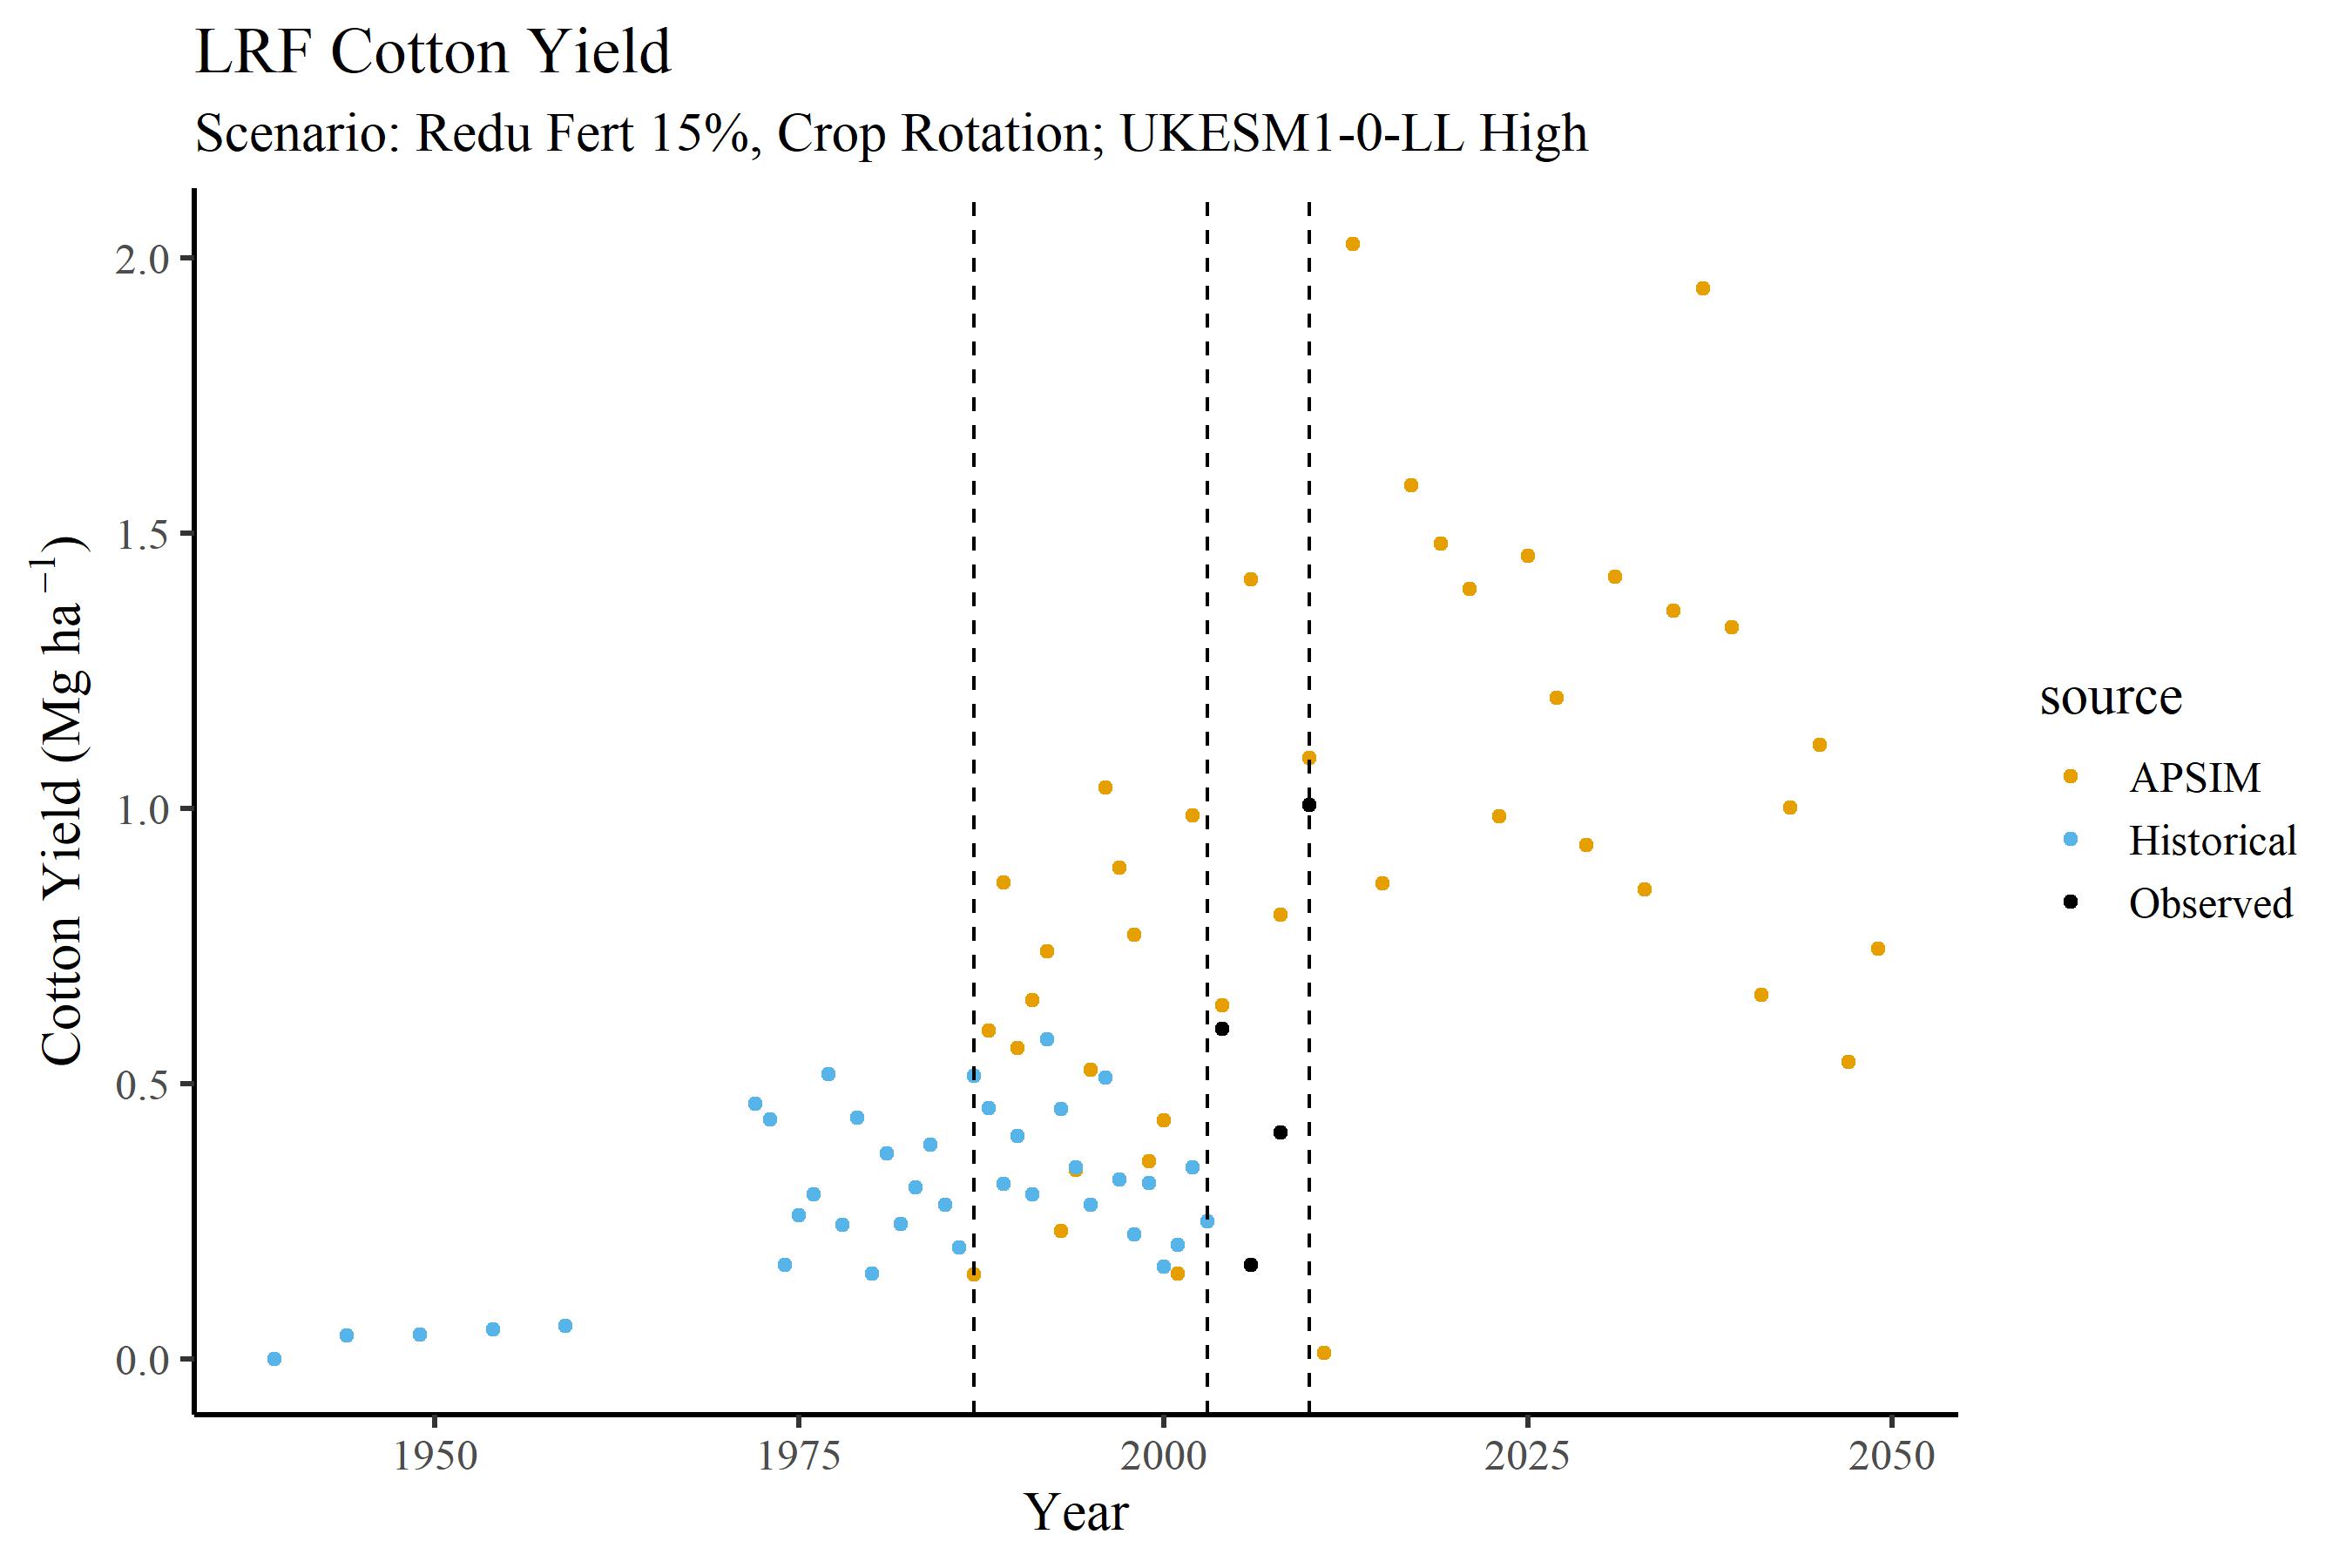 LRF Cotton Yield
Scenario: Redu Fert 15%, Crop Rotation; UKESM1-0-LL High
Cotton Yield (Mg ha⁻¹)
2.0
1.5
1.0
0.5
0.0
1950
1975
2000
2025
2050
Year
source
APSIM
Historical
Observed